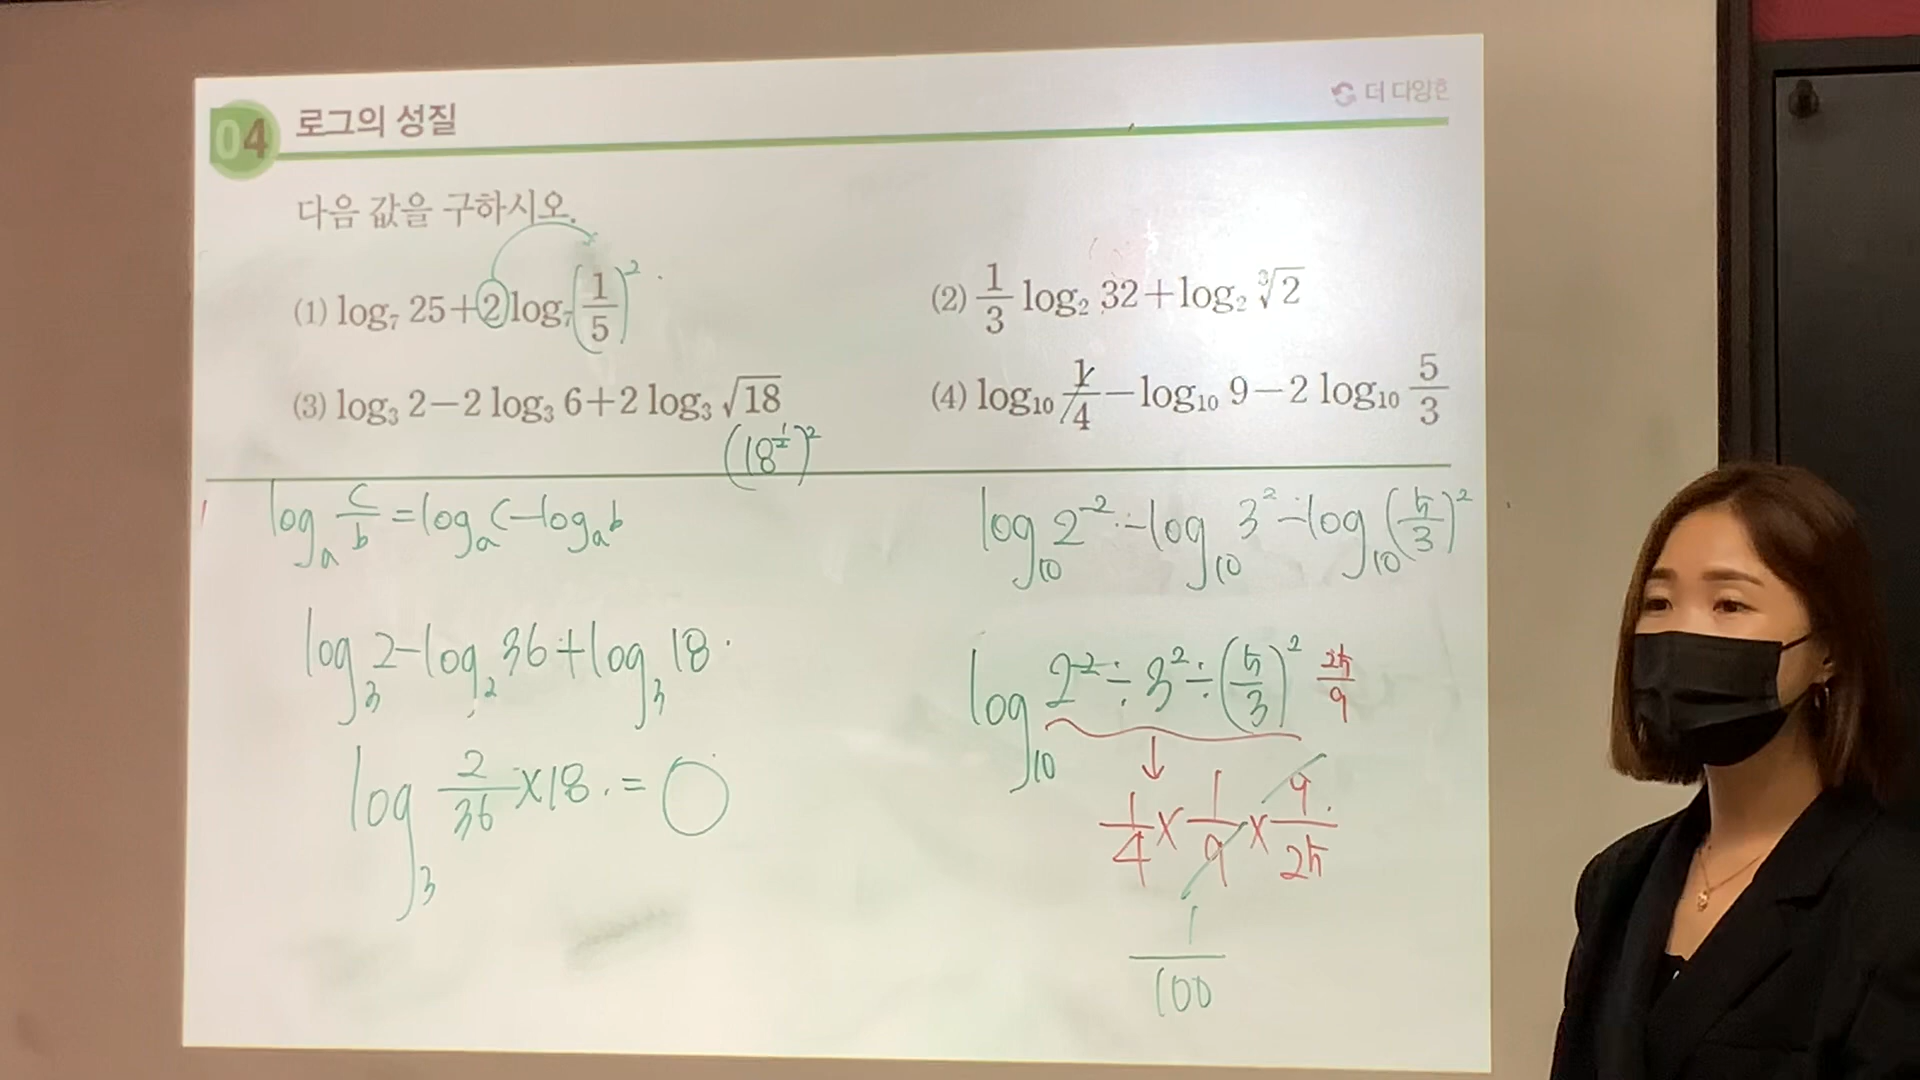 04 로그의 성질
더 다양한
다음 값을 구하시오.
(1) log₇ 25+2log₇(1/5)²
(2) 1/3 log₂ 32+log₂ ∛2
(3) log₃ 2-2 log₃ 6+2 log₃ √18
(18^(1/2))²
(4) log₁₀ 1/4-log₁₀ 9-2 log₁₀ 5/3
logₐ c/b = logₐ c-logₐ b
log₃ 2-log₂ 36+log₃ 18
log₃ 2/36 × 18 = 0
log₁₀ 2⁻²-log₁₀ 3²-log₁₀ (5/3)²
log₁₀ 2⁻² ÷ 3² ÷ (5/3)² 25/9
↓
1/4 × 1/9 × 9/25
1/100